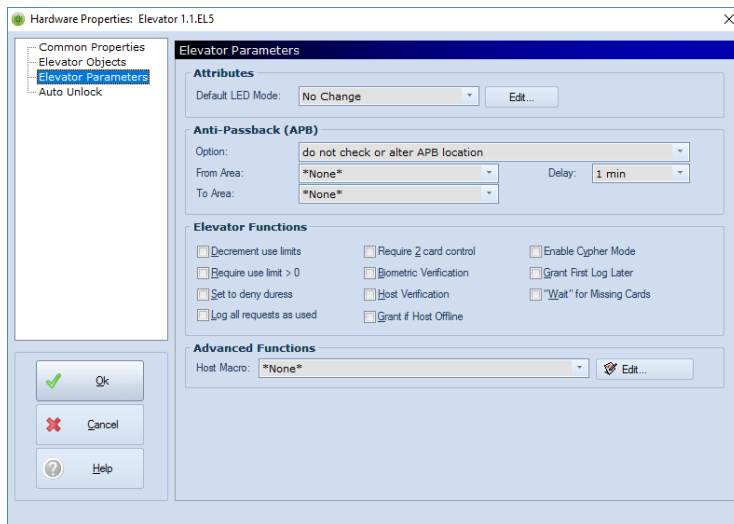 Hardware Properties: Elevator 1.1.EL5
Common Properties
Elevator Objects
Elevator Parameters
Auto Unlock
Ok
Cancel
Help
Elevator Parameters
Attributes
Default LED Mode: No Change Edit...
Anti-Passback (APB)
Option: do not check or alter APB location
From Area: *None* Delay: 1 min
To Area: *None*
Elevator Functions
Decrement use limits Require 2 card control Enable Cypher Mode
Require use limit > 0 Biometric Verification Grant First Log Later
Set to deny duress Host Verification "Wait" for Missing Cards
Log all requests as used Grant if Host Offline
Advanced Functions
Host Macro: *None* Edit...